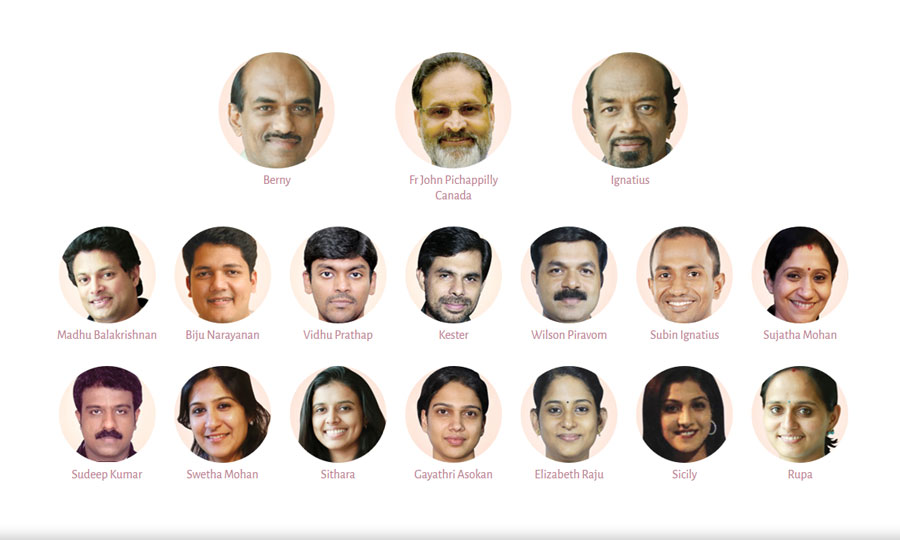 Berny
Fr John Pichappilly
Canada
Ignatius
Madhu Balakrishnan
Biju Narayanan
Vidhu Prathap
Kester
Wilson Piravom
Subin Ignatius
Sujatha Mohan
Sudeep Kumar
Swetha Mohan
Sithara
Gayathri Asokan
Elizabeth Raju
Sicily
Rupa